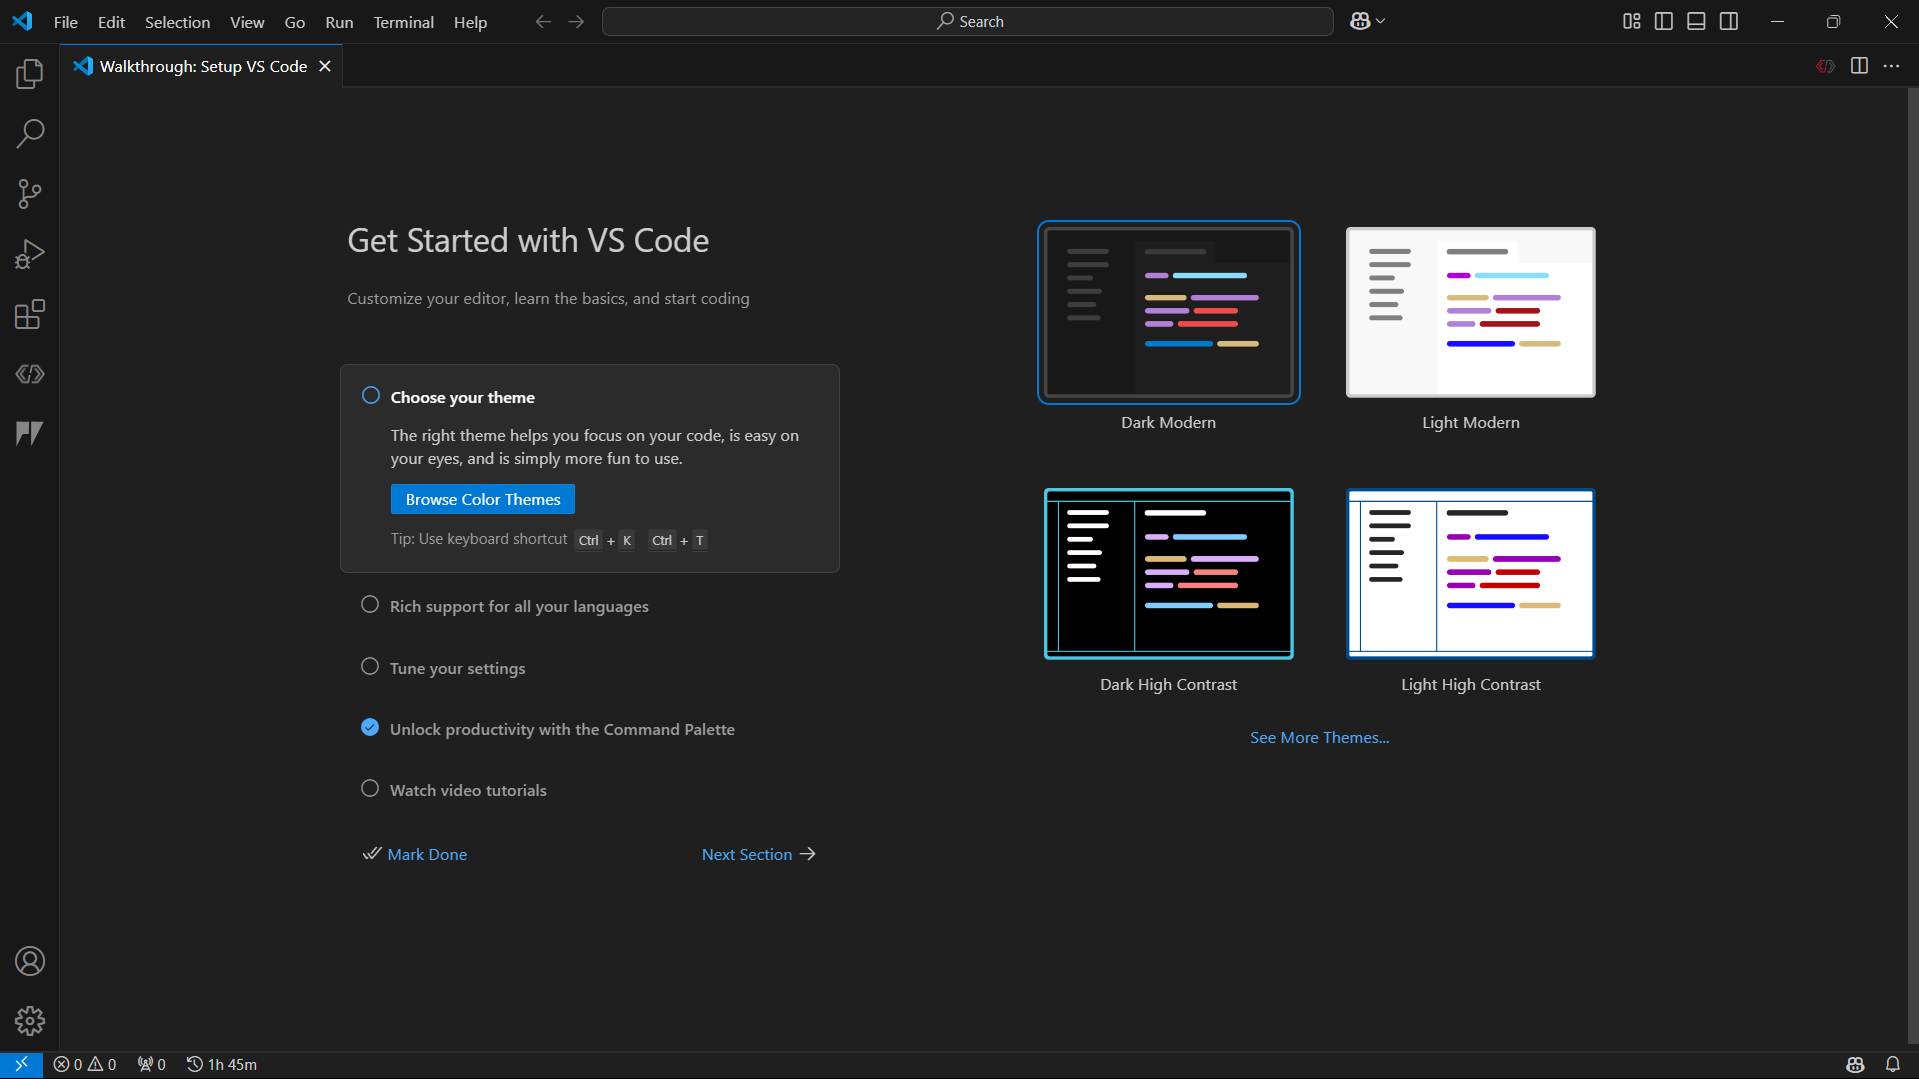 File Edit Selection View Go Run Terminal Help
Search
Walkthrough: Setup VS Code
Get Started with VS Code
Customize your editor, learn the basics, and start coding
Choose your theme
The right theme helps you focus on your code, is easy on
your eyes, and is simply more fun to use.
Browse Color Themes
Tip: Use keyboard shortcut Ctrl + K Ctrl + T
Rich support for all your languages
Tune your settings
Unlock productivity with the Command Palette
Watch video tutorials
Mark Done
Next Section
Dark Modern
Light Modern
Dark High Contrast
Light High Contrast
See More Themes...
0 0 0 1h 45m